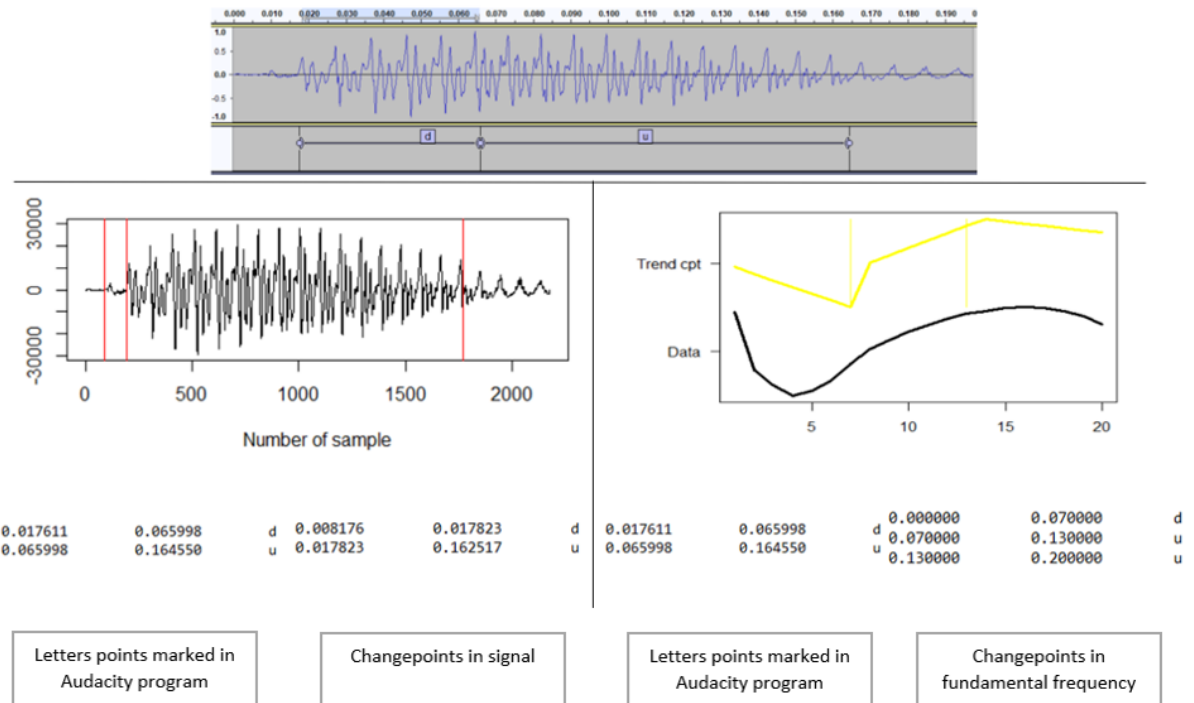 0.000 0.010 0.020 0.030 0.040 0.050 0.060 0.070 0.080 0.090 0.100 0.110 0.120 0.130 0.140 0.150 0.160 0.170 0.180 0.190 0
1.0
0.5
0.0
-0.5
-1.0
d u
30000
0
-30000
0 500 1000 1500 2000
Number of sample
Trend cpt
Data
5 10 15 20
0.017611 0.065998 d
0.065998 0.164550 u
0.008176 0.017823 d
0.017823 0.162517 u
0.017611 0.065998 d
0.065998 0.164550 u
0.000000 0.070000 d
0.070000 0.130000 u
0.130000 0.200000 u
Letters points marked in
Audacity program
Changepoints in signal
Letters points marked in
Audacity program
Changepoints in
fundamental frequency